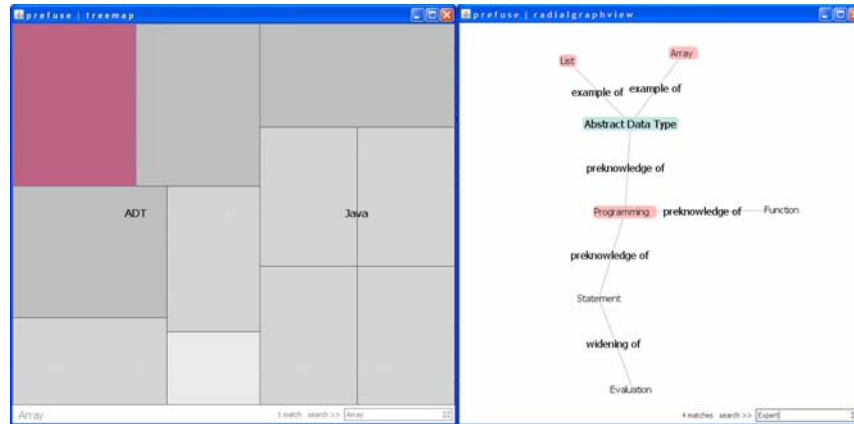 prefuse | treemap
ADT
Java
Array
1 match search >> Array
prefuse | radialgraphview
List
Array
example of
example of
Abstract Data Type
preknowledge of
Programming
preknowledge of
Function
preknowledge of
Statement
widening of
Evaluation
4 matches search >> Expert